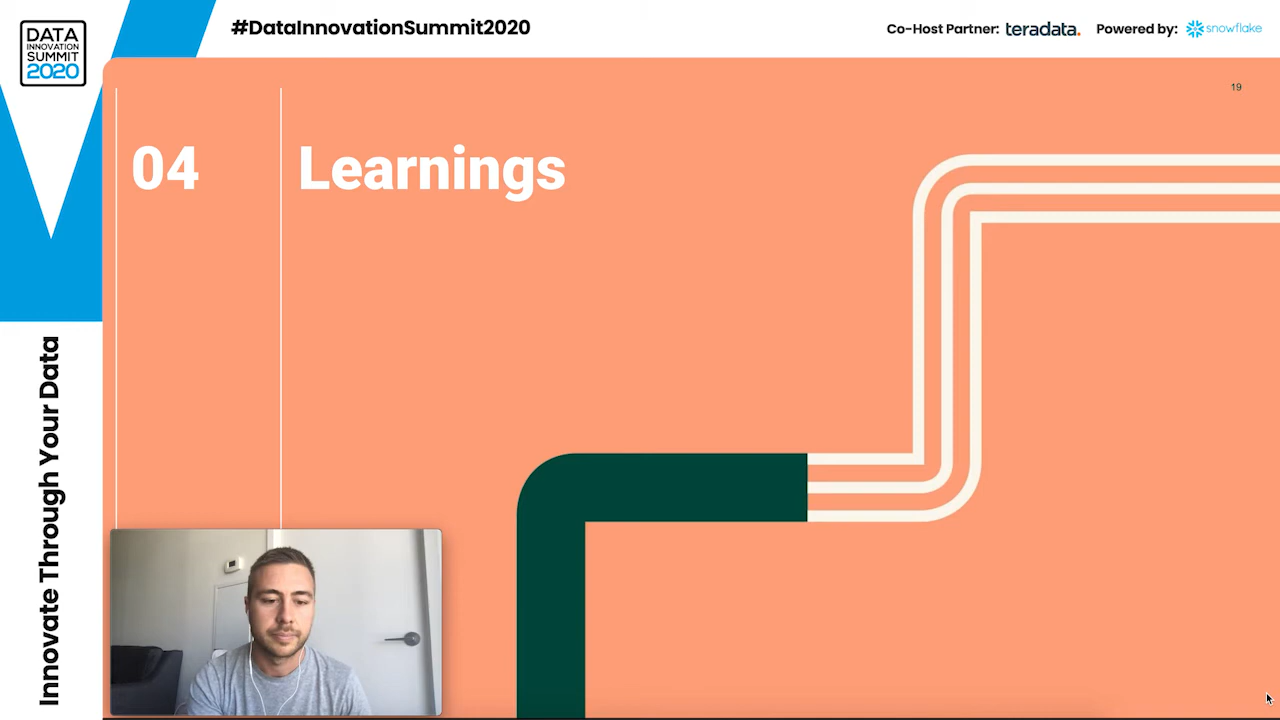 DATA
INNOVATION
SUMMIT
2020
#DataInnovationSummit2020
Co-Host Partner: teradata.
Powered by: snowflake
19
04
Learnings
Innovate Through Your Data